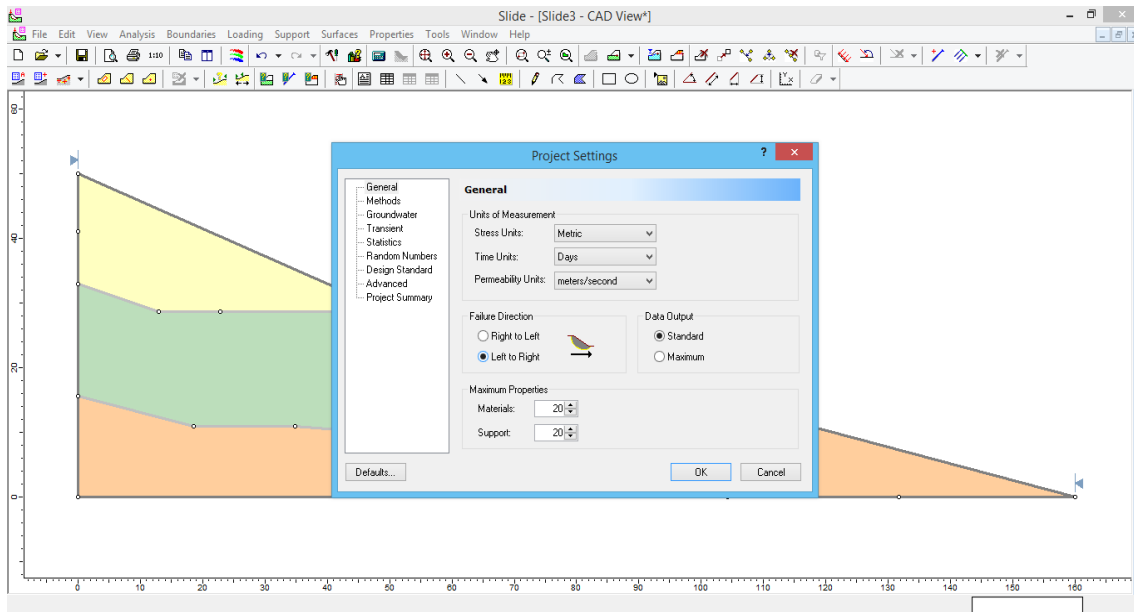 Slide - [Slide3 - CAD View*]
File Edit View Analysis Boundaries Loading Support Surfaces Properties Tools Window Help
1:10
123
60
40
20
0
Project Settings
?
General
Methods
Groundwater
Transient
Statistics
Random Numbers
Design Standard
Advanced
Project Summary
General
Units of Measurement
Stress Units: Metric
Time Units: Days
Permeability Units: meters/second
Failure Direction
Right to Left
Left to Right
Data Output
Standard
Maximum
Maximum Properties
Materials: 20
Support: 20
Defaults...
OK Cancel
0 10 20 30 40 50 60 70 80 90 100 110 120 130 140 150 160